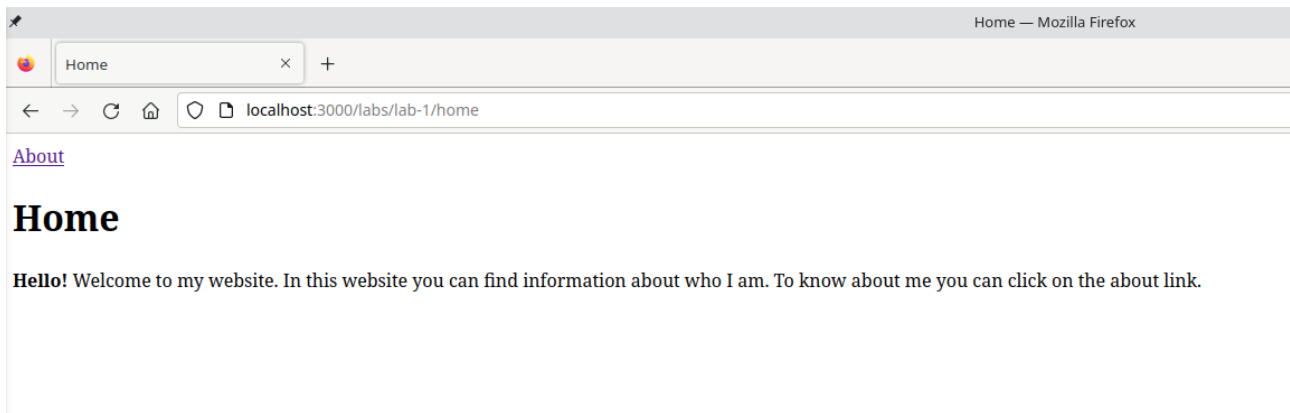 Home — Mozilla Firefox
Home
localhost:3000/labs/lab-1/home
About
Home
Hello! Welcome to my website. In this website you can find information about who I am. To know about me you can click on the about link.